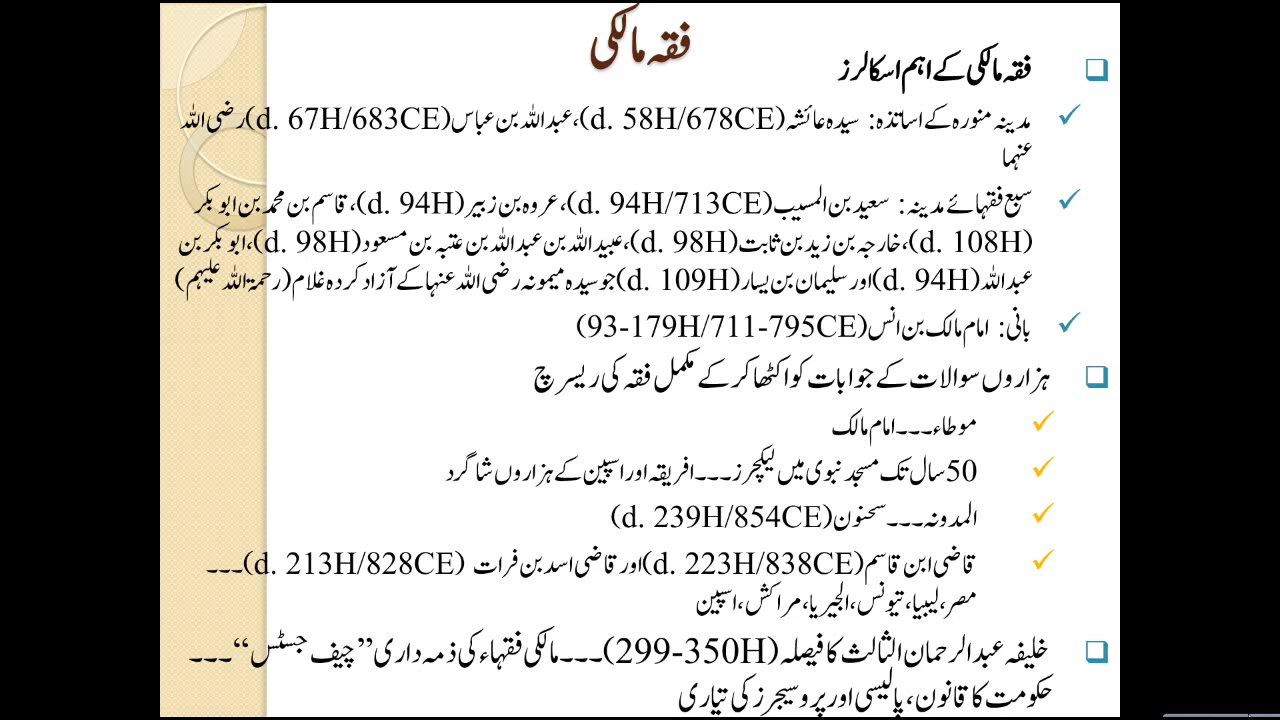 فقہ مالکی
فقہ مالکی کے اہم اسکالرز
مدینہ منورہ کے اساتذہ: سیدہ عائشہ (d. 58H/678CE)، عبداللہ بن عباس (d. 67H/683CE) رضی اللہ
عنہما
سبع فقہائے مدینہ: سعید بن المسیب (d. 94H/713CE)، عروہ بن زبیر (d. 94H)، قاسم بن محمد بن ابو بکر
(d. 108H)، خارجہ بن زید بن ثابت (d. 98H)، عبید اللہ بن عبداللہ بن عتبہ بن مسعود (d. 98H)، ابو بکر بن
عبداللہ (d. 94H) اور سلیمان بن یسار (d. 109H) جو سیدہ میمونہ رضی اللہ عنہا کے آزاد کردہ غلام (رحمۃ اللہ علیہم)
بانی: امام مالک بن انس (93-179H/711-795CE)
ہزاروں سوالات کے جوابات کو اکٹھا کر کے مکمل فقہ کی ریسرچ
موطاء۔۔۔ امام مالک
50 سال تک مسجد نبوی میں لیکچرز۔۔۔ افریقہ اور اسپین کے ہزاروں شاگرد
المدونہ۔۔۔ سحنون (d. 239H/854CE)
قاضی ابن قاسم (d. 223H/838CE) اور قاضی اسد بن فرات (d. 213H/828CE)۔۔۔
مصر، لیبیا، تیونس، الجیریا، مراکش، اسپین
خلیفہ عبدالرحمان الثالث کا فیصلہ (299-350H)۔۔۔ مالکی فقہاء کی ذمہ داری ”چیف جسٹس“۔۔۔
حکومت کا قانون، پالیسی اور پروسیجرز کی تیاری